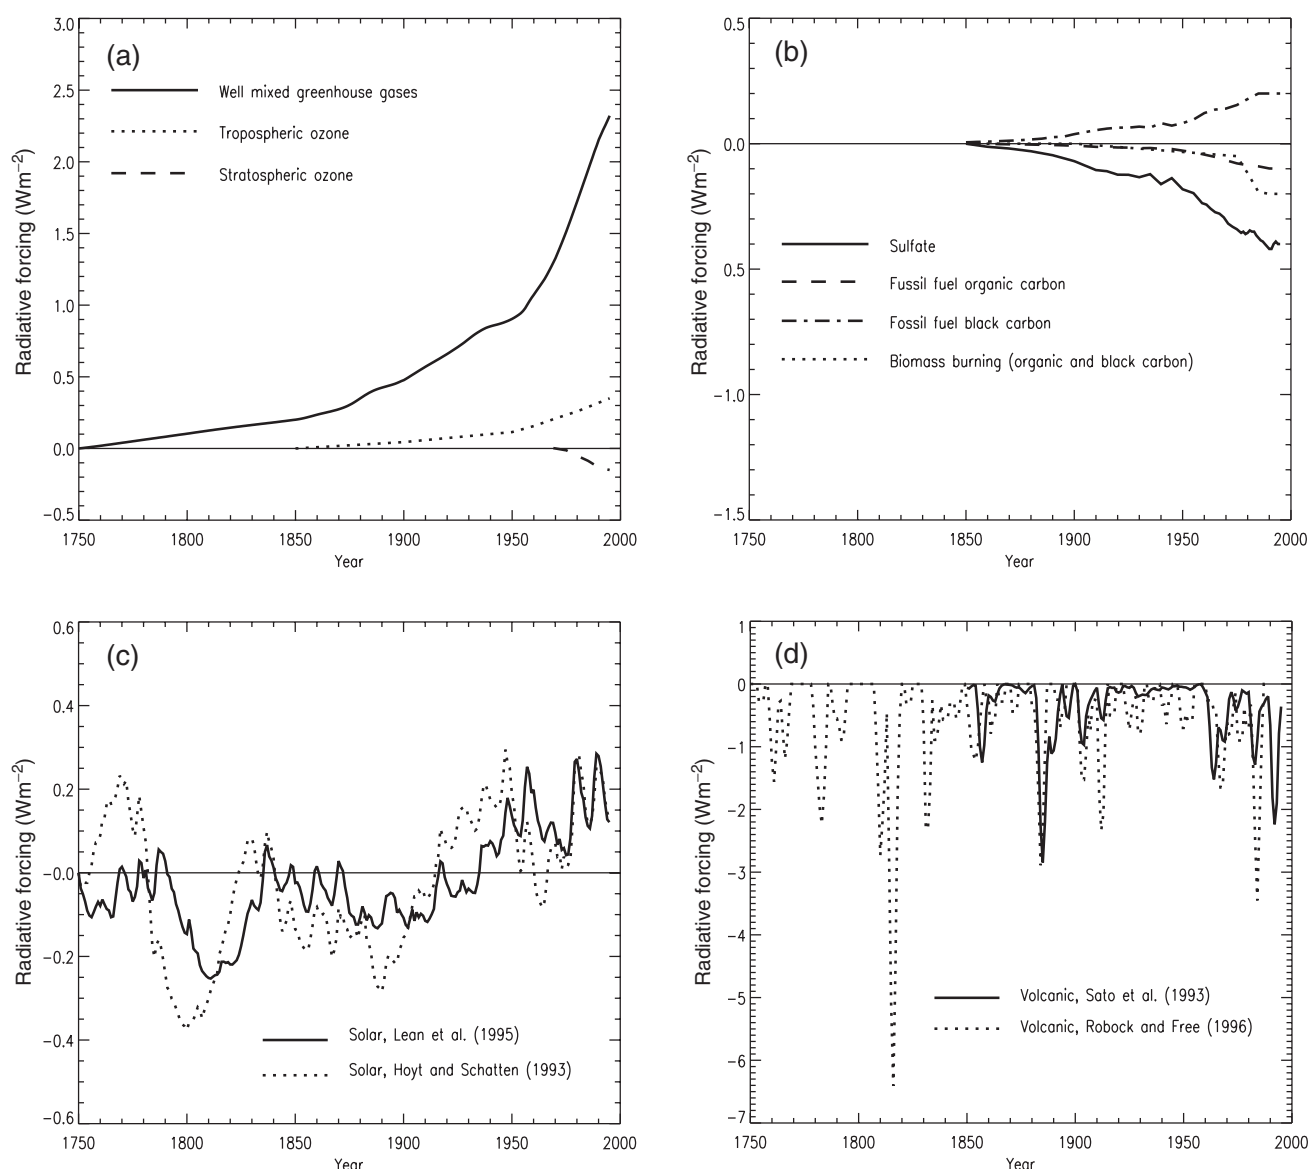 (a)
3.0
2.5
2.0
1.5
1.0
0.5
0.0
−0.5
Radiative forcing (Wm−2)
Well mixed greenhouse gases
Tropospheric ozone
Stratospheric ozone
1750 1800 1850 1900 1950 2000
Year
(b)
0.5
0.0
0.5
−1.0
−1.5
Radiative forcing (Wm−2)
Sulfate
Fussil fuel organic carbon
Fossil fuel black carbon
Biomass burning (organic and black carbon)
1750 1800 1850 1900 1950 2000
Year
(c)
0.6
0.4
0.2
−0.0
−0.2
−0.4
−0.6
Radiative forcing (Wm−2)
Solar, Lean et al. (1995)
Solar, Hoyt and Schatten (1993)
1750 1800 1850 1900 1950 2000
Year
(d)
1
0
−1
−2
−3
−4
−5
−6
−7
Radiative forcing (Wm−2)
Volcanic, Sato et al. (1993)
Volcanic, Robock and Free (1996)
1750 1800 1850 1900 1950 2000
Year